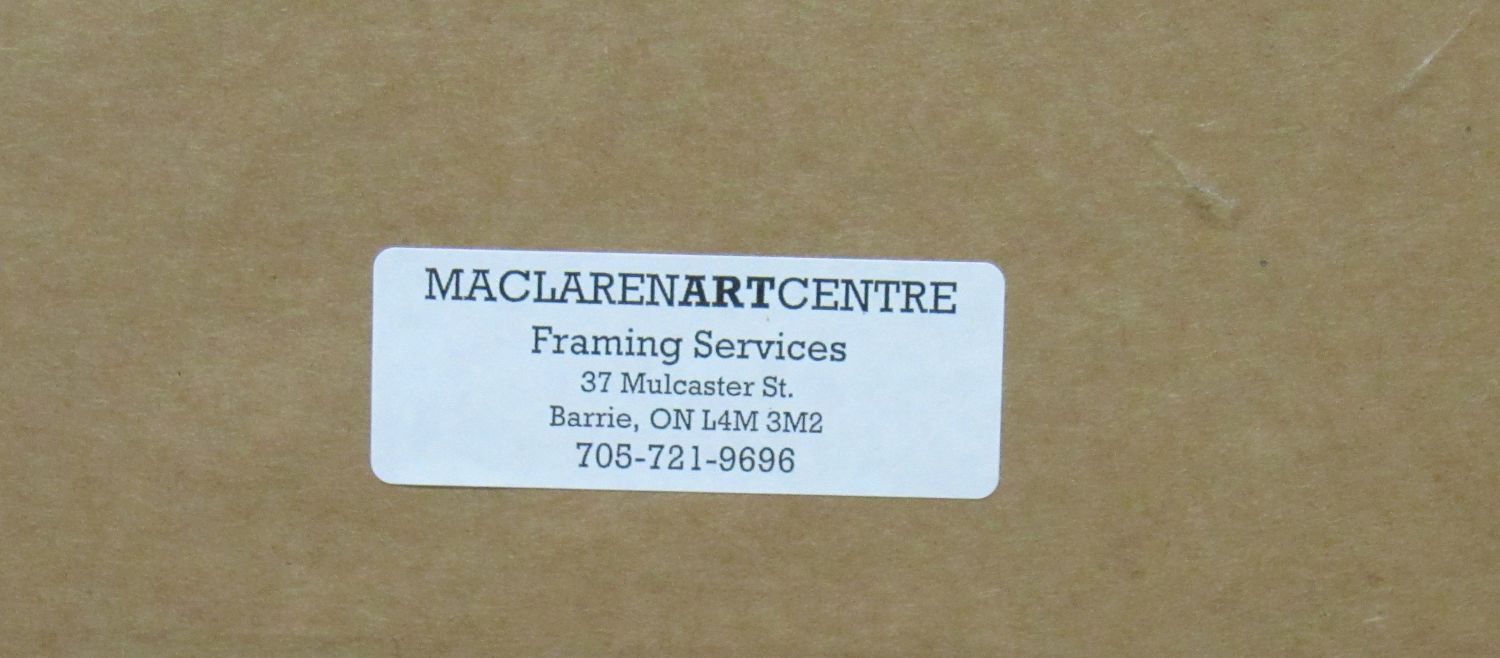 MACLARENARTCENTRE
Framing Services
37 Mulcaster St.
Barrie, ON L4M 3M2
705-721-9696